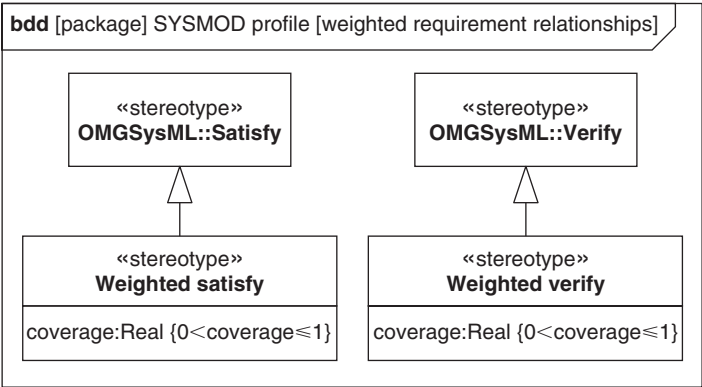 bdd [package] SYSMOD profile [weighted requirement relationships]
«stereotype»
OMGSysML::Satisfy
«stereotype»
OMGSysML::Verify
«stereotype»
Weighted satisfy
coverage:Real {0<coverage⩽1}
«stereotype»
Weighted verify
coverage:Real {0<coverage⩽1}